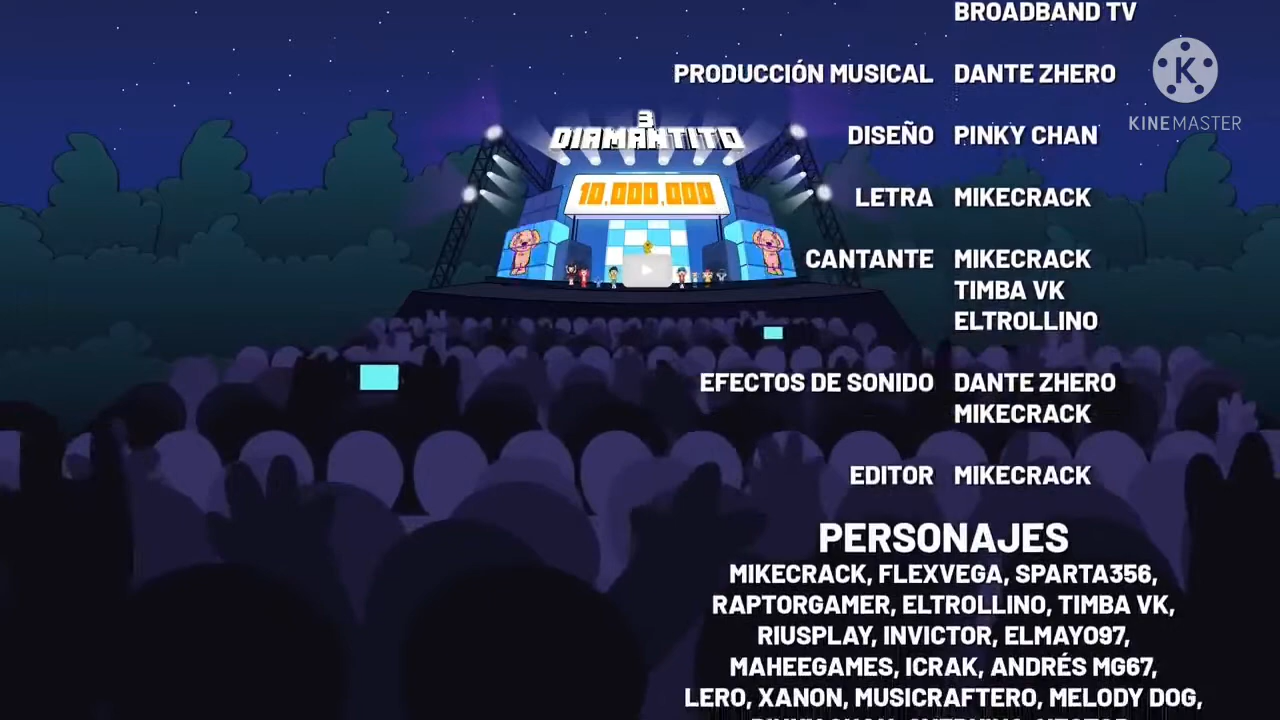 BROADBAND TV
PRODUCCIÓN MUSICAL DANTE ZHERO
K
KINEMASTER
3
DIAMANTITO
DISEÑO PINKY CHAN
10.000.000
LETRA MIKECRACK
CANTANTE MIKECRACK
TIMBA VK
ELTROLLINO
EFECTOS DE SONIDO DANTE ZHERO
MIKECRACK
EDITOR MIKECRACK
PERSONAJES
MIKECRACK, FLEXVEGA, SPARTA356,
RAPTORGAMER, ELTROLLINO, TIMBA VK,
RIUSPLAY, INVICTOR, ELMAYO97,
MAHEEGAMES, ICRAK, ANDRÉS MG67,
LERO, XANON, MUSICRAFTERO, MELODY DOG,